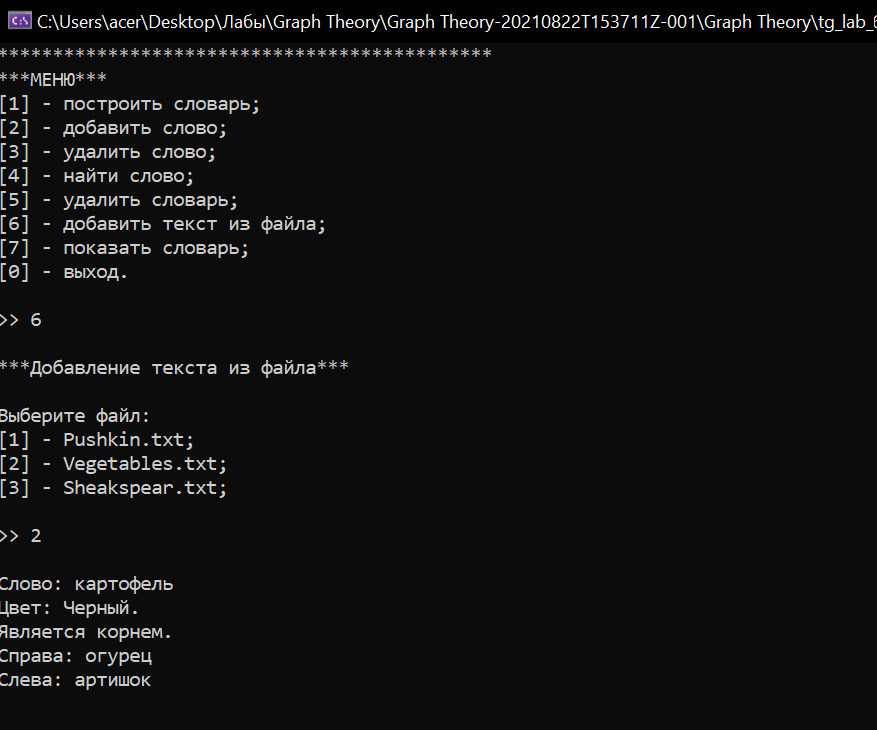 C:\Users\acer\Desktop\Лабы\Graph Theory\Graph Theory-20210822T153711Z-001\Graph Theory\tg_lab_6
*********************************************
***МЕНЮ***
[1] - построить словарь;
[2] - добавить слово;
[3] - удалить слово;
[4] - найти слово;
[5] - удалить словарь;
[6] - добавить текст из файла;
[7] - показать словарь;
[0] - выход.
>> 6
***Добавление текста из файла***
Выберите файл:
[1] - Pushkin.txt;
[2] - Vegetables.txt;
[3] - Sheakspear.txt;
>> 2
Слово: картофель
Цвет: Черный.
Является корнем.
Справа: огурец
Слева: артишок